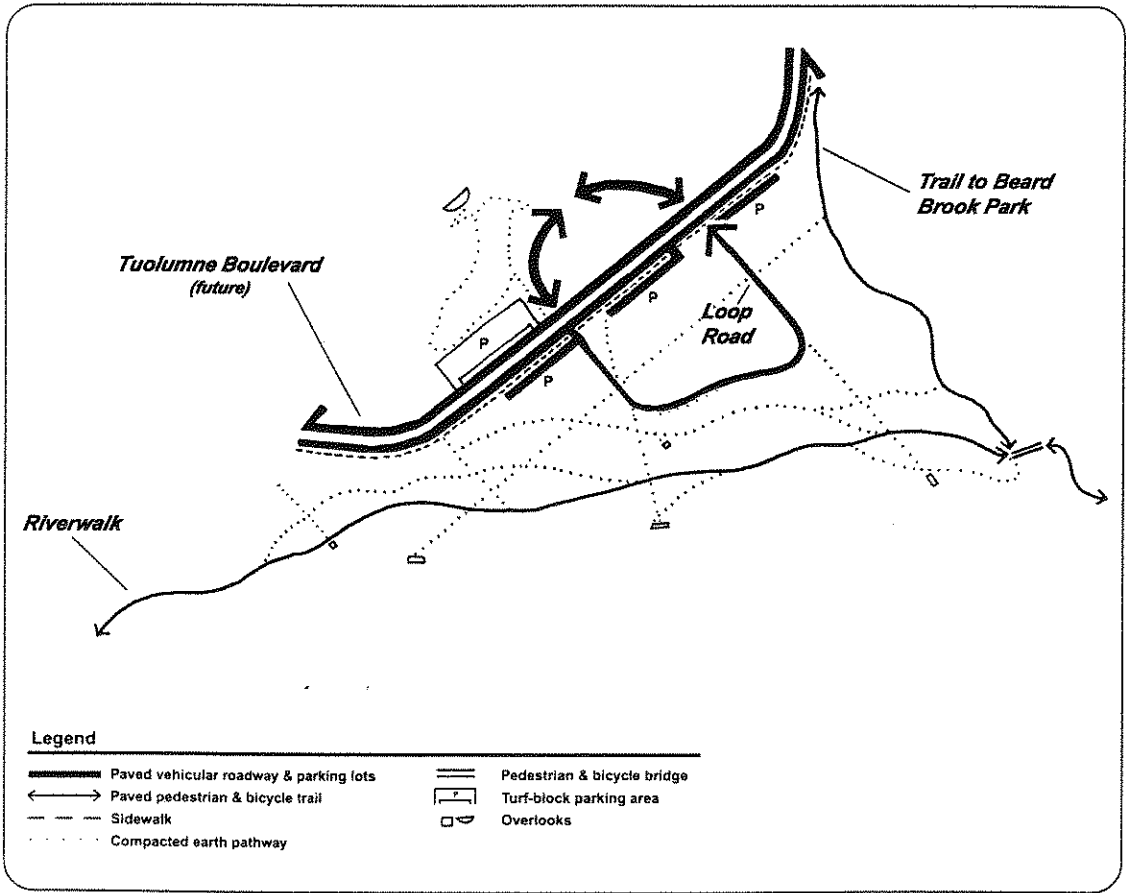 Trail to Beard
Brook Park
P
Tuolumne Boulevard
(future)
P
Loop
Road
P
P
Riverwalk
Legend
Paved vehicular roadway & parking lots
Paved pedestrian & bicycle trail
Sidewalk
Compacted earth pathway
Pedestrian & bicycle bridge
P
Turf-block parking area
Overlooks